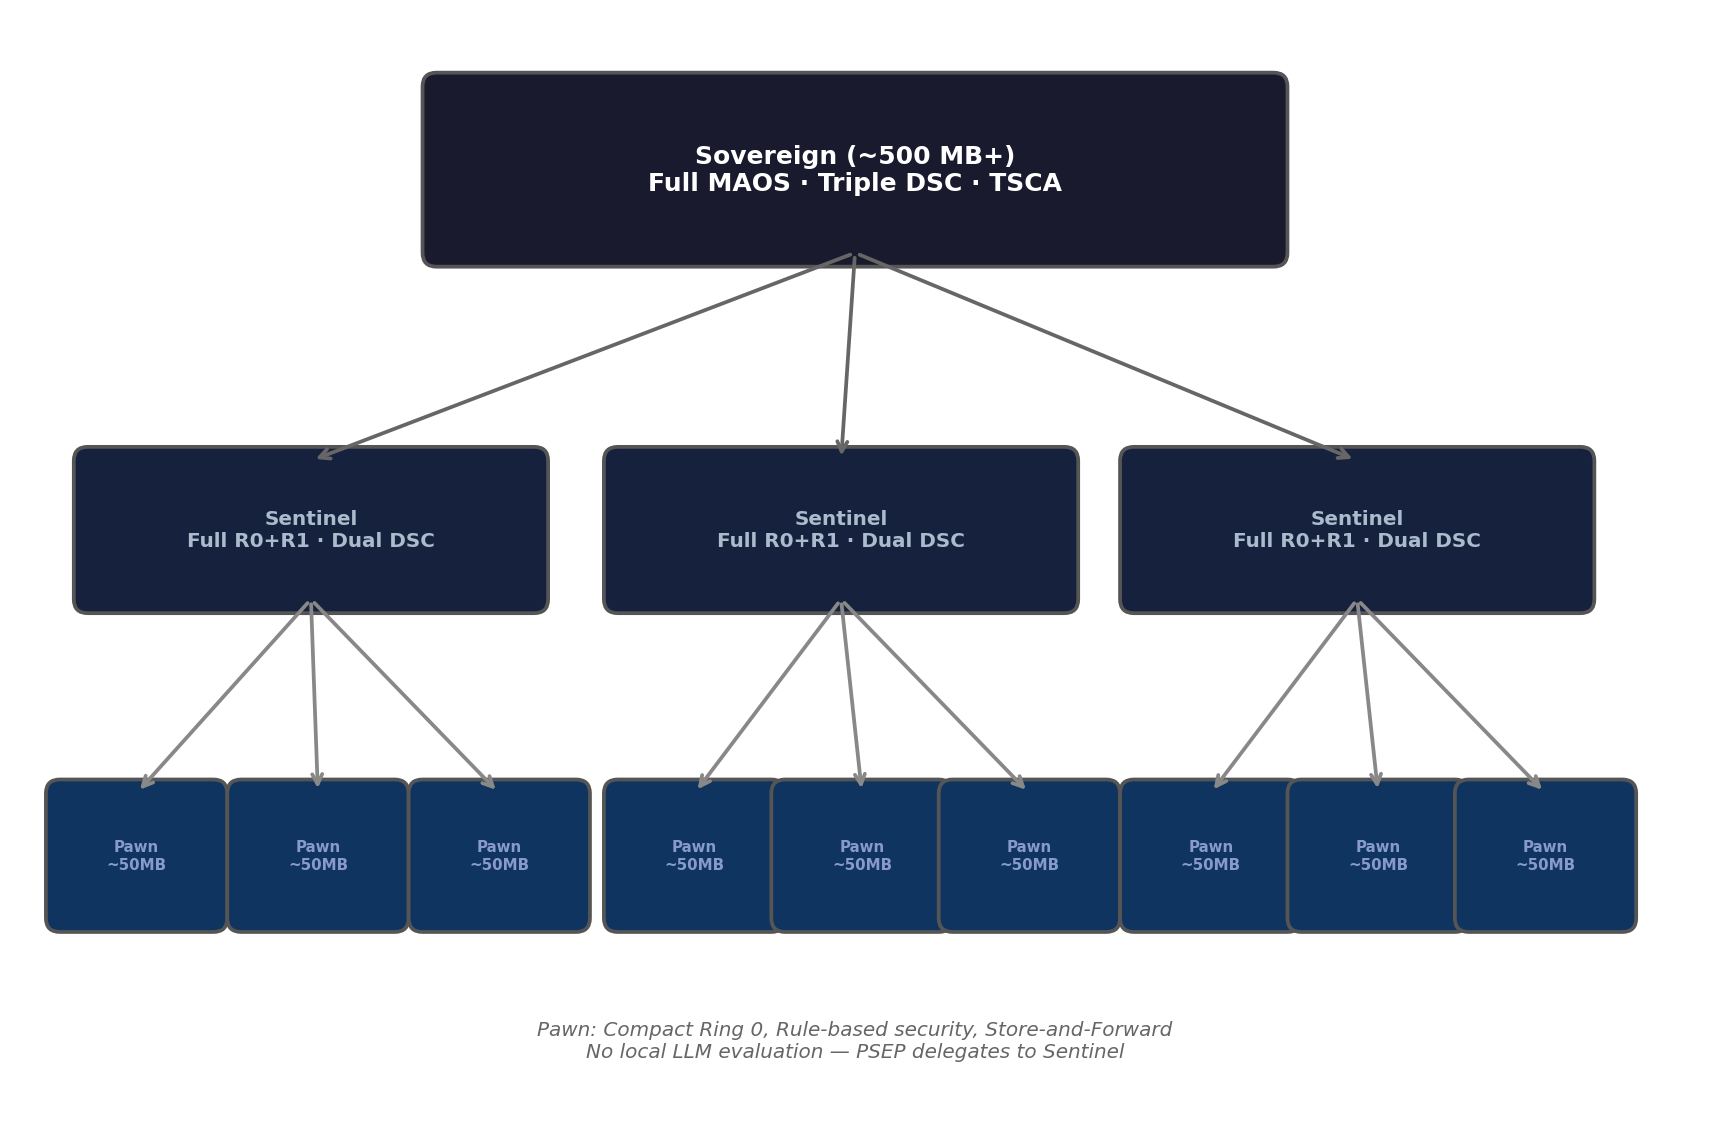 Sovereign (~500 MB+)
Full MAOS · Triple DSC · TSCA
Sentinel
Full R0+R1 · Dual DSC
Sentinel
Full R0+R1 · Dual DSC
Sentinel
Full R0+R1 · Dual DSC
Pawn
~50MB
Pawn
~50MB
Pawn
~50MB
Pawn
~50MB
Pawn
~50MB
Pawn
~50MB
Pawn
~50MB
Pawn
~50MB
Pawn
~50MB
Pawn: Compact Ring 0, Rule-based security, Store-and-Forward
No local LLM evaluation — PSEP delegates to Sentinel